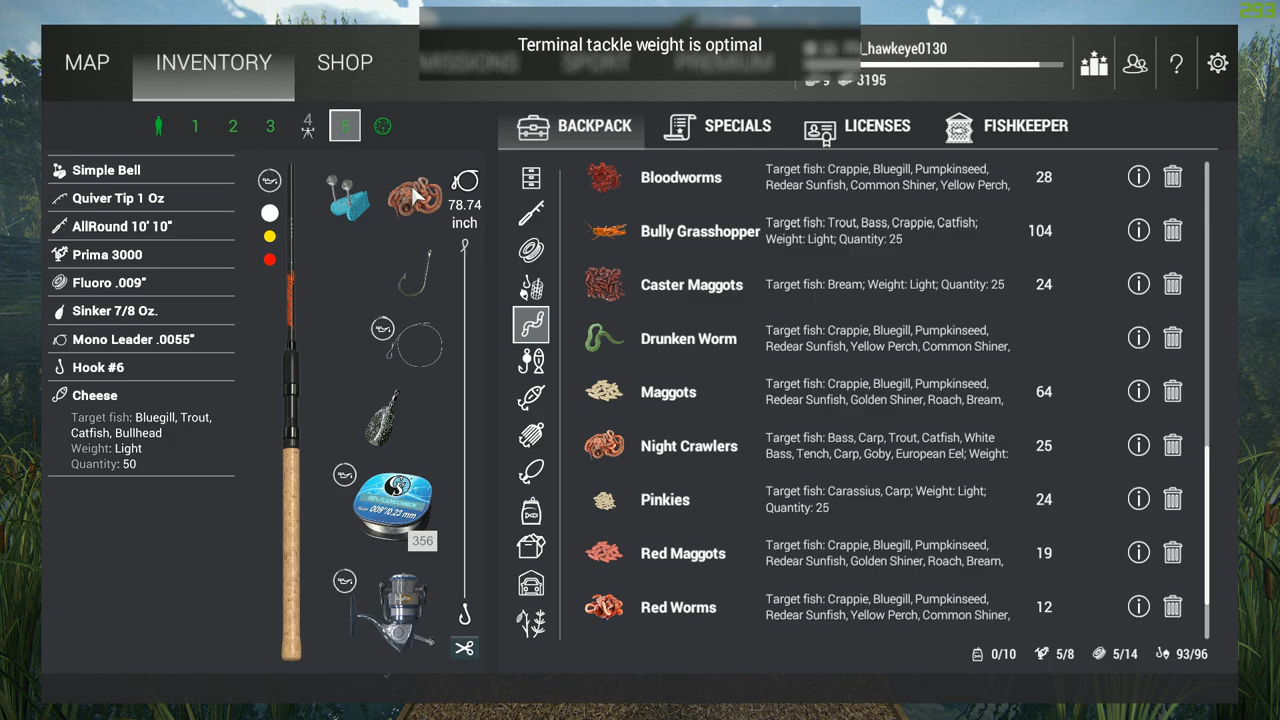 293
Terminal tackle weight is optimal
MAP
INVENTORY
SHOP
MISSIONS
SPORT
PREMIUM
_hawkeye0130
3195
1
2
3
4
5
BACKPACK
SPECIALS
LICENSES
FISHKEEPER
Simple Bell
Quiver Tip 1 Oz
AllRound 10' 10"
Prima 3000
Fluoro .009"
Sinker 7/8 Oz.
Mono Leader .0055"
Hook #6
Cheese
Target fish: Bluegill, Trout,
Catfish, Bullhead
Weight: Light
Quantity: 50
78.74
inch
356
Bloodworms
Target fish: Crappie, Bluegill, Pumpkinseed,
Redear Sunfish, Common Shiner, Yellow Perch,
28
Bully Grasshopper
Target fish: Trout, Bass, Crappie, Catfish;
Weight: Light; Quantity: 25
104
Caster Maggots
Target fish: Bream; Weight: Light; Quantity: 25
24
Drunken Worm
Target fish: Crappie, Bluegill, Pumpkinseed,
Redear Sunfish, Yellow Perch, Common Shiner,
Maggots
Target fish: Crappie, Bluegill, Pumpkinseed,
Redear Sunfish, Golden Shiner, Roach, Bream,
64
Night Crawlers
Target fish: Bass, Carp, Trout, Catfish, White
Bass, Tench, Carp, Goby, European Eel; Weight:
25
Pinkies
Target fish: Carassius, Carp; Weight: Light;
Quantity: 25
24
Red Maggots
Target fish: Crappie, Bluegill, Pumpkinseed,
Redear Sunfish, Golden Shiner, Roach, Bream,
19
Red Worms
Target fish: Crappie, Bluegill, Pumpkinseed,
Redear Sunfish, Yellow Perch, Common Shiner,
12
0/10
5/8
5/14
93/96